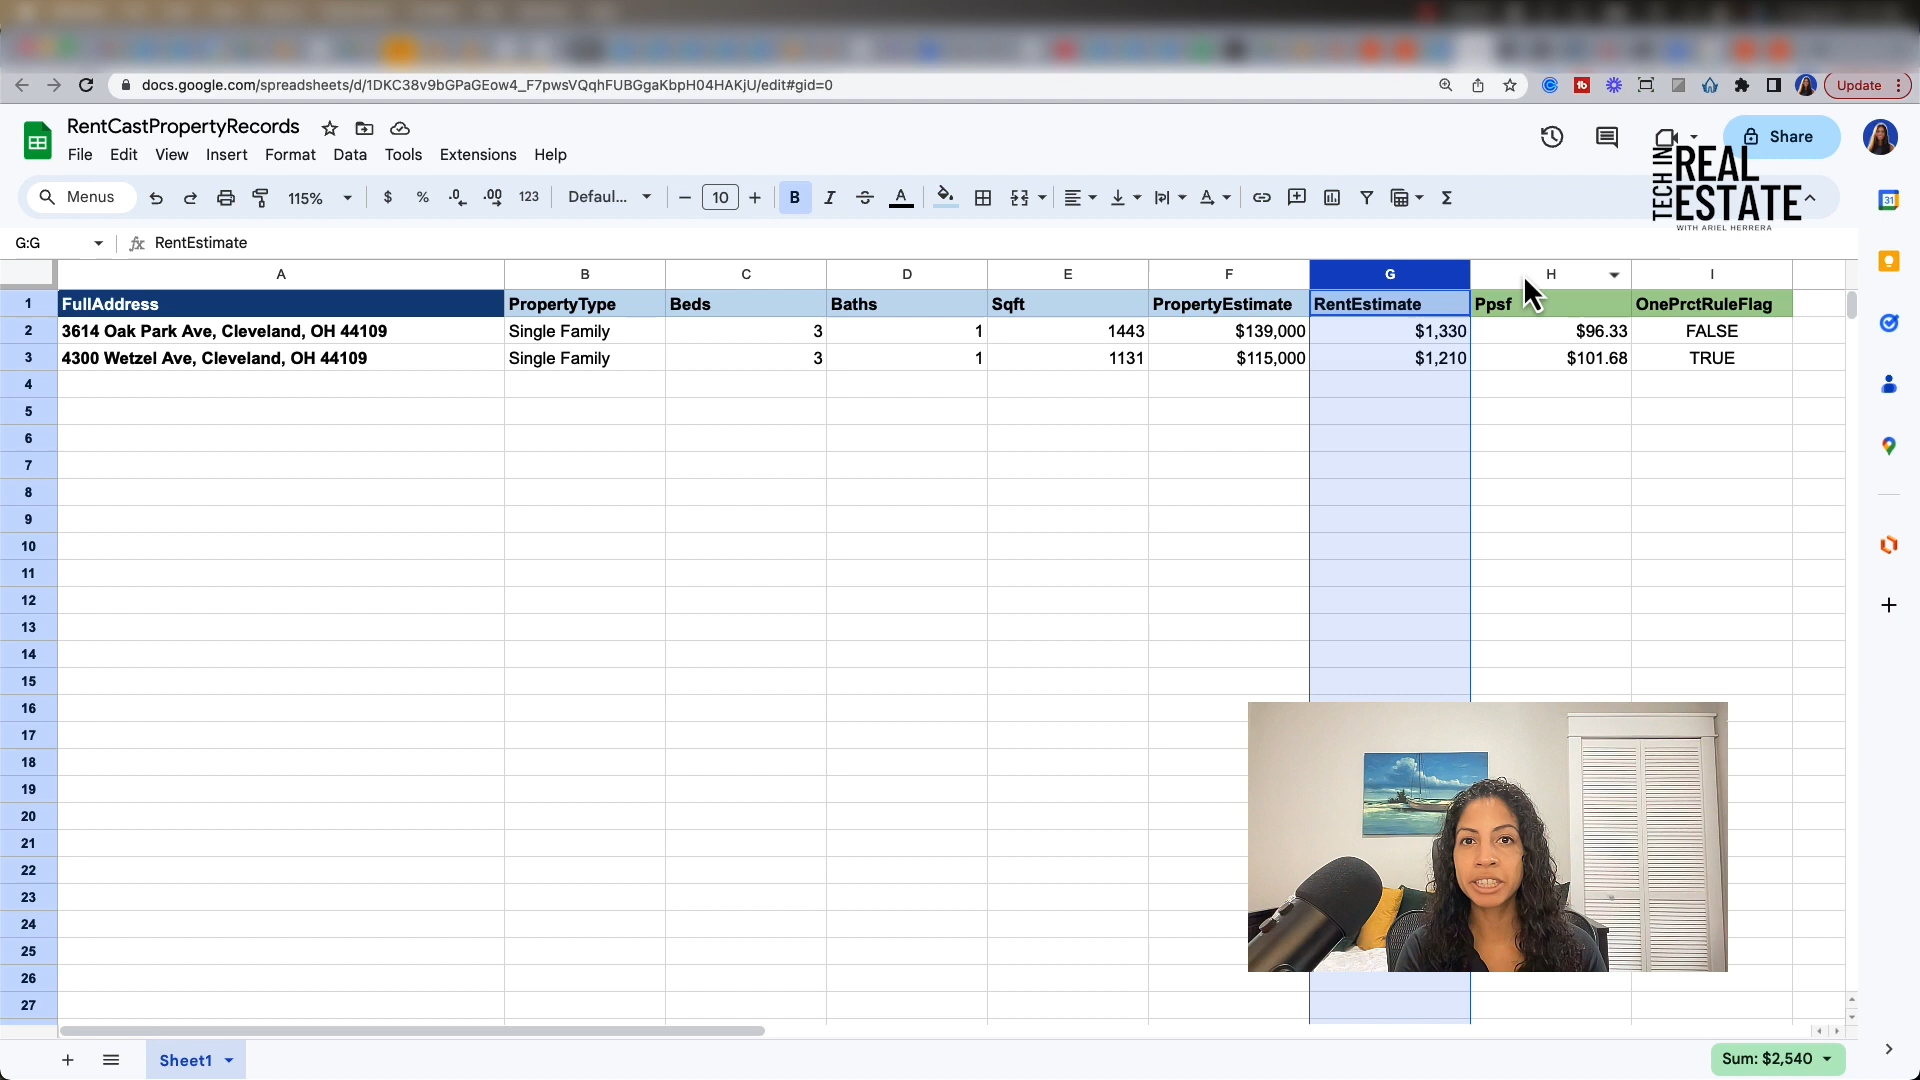 docs.google.com/spreadsheets/d/1DKC38v9bGPaGEow4_F7pwsVQqhFUBGgaKbpH04HAKjU/edit#gid=0
Update
RentCastPropertyRecords
File Edit View Insert Format Data Tools Extensions Help
Share
TECH IN REAL ESTATE
WITH ARIEL HERRERA
Menus 115% $ % .0 .00 123 Defaul... 10 B I A
31
G:G fx RentEstimate
A B C D E F G H I
1 FullAddress PropertyType Beds Baths Sqft PropertyEstimate RentEstimate Ppsf OnePrctRuleFlag
2 3614 Oak Park Ave, Cleveland, OH 44109 Single Family 3 1 1443 $139,000 $1,330 $96.33 FALSE
3 4300 Wetzel Ave, Cleveland, OH 44109 Single Family 3 1 1131 $115,000 $1,210 $101.68 TRUE
4
5
6
7
8
9
10
11
12
13
14
15
16
17
18
19
20
21
22
23
24
25
26
27
Sheet1
Sum: $2,540